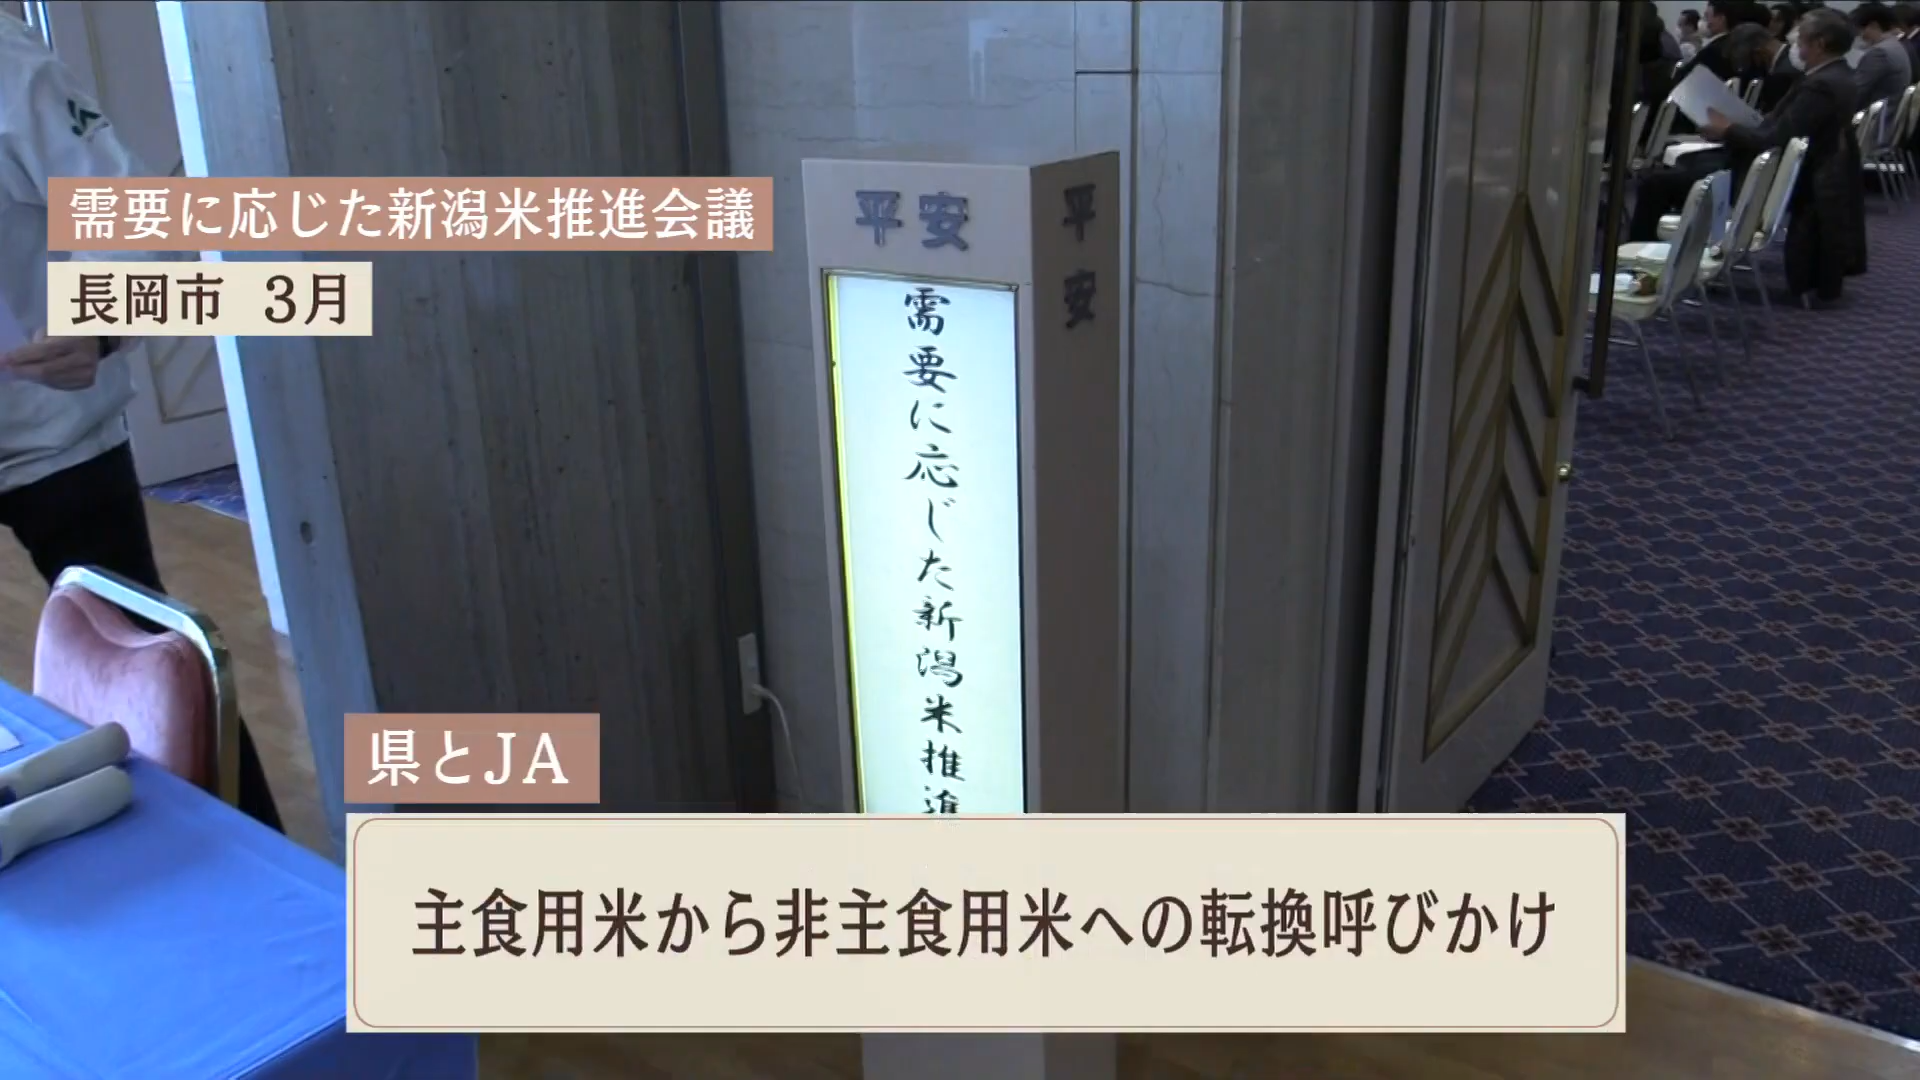 需要に応じた新潟米推進会議
長岡市 3月
平安
平安
需要に応じた新潟米推進
県とJA
主食用米から非主食用米への転換呼びかけ